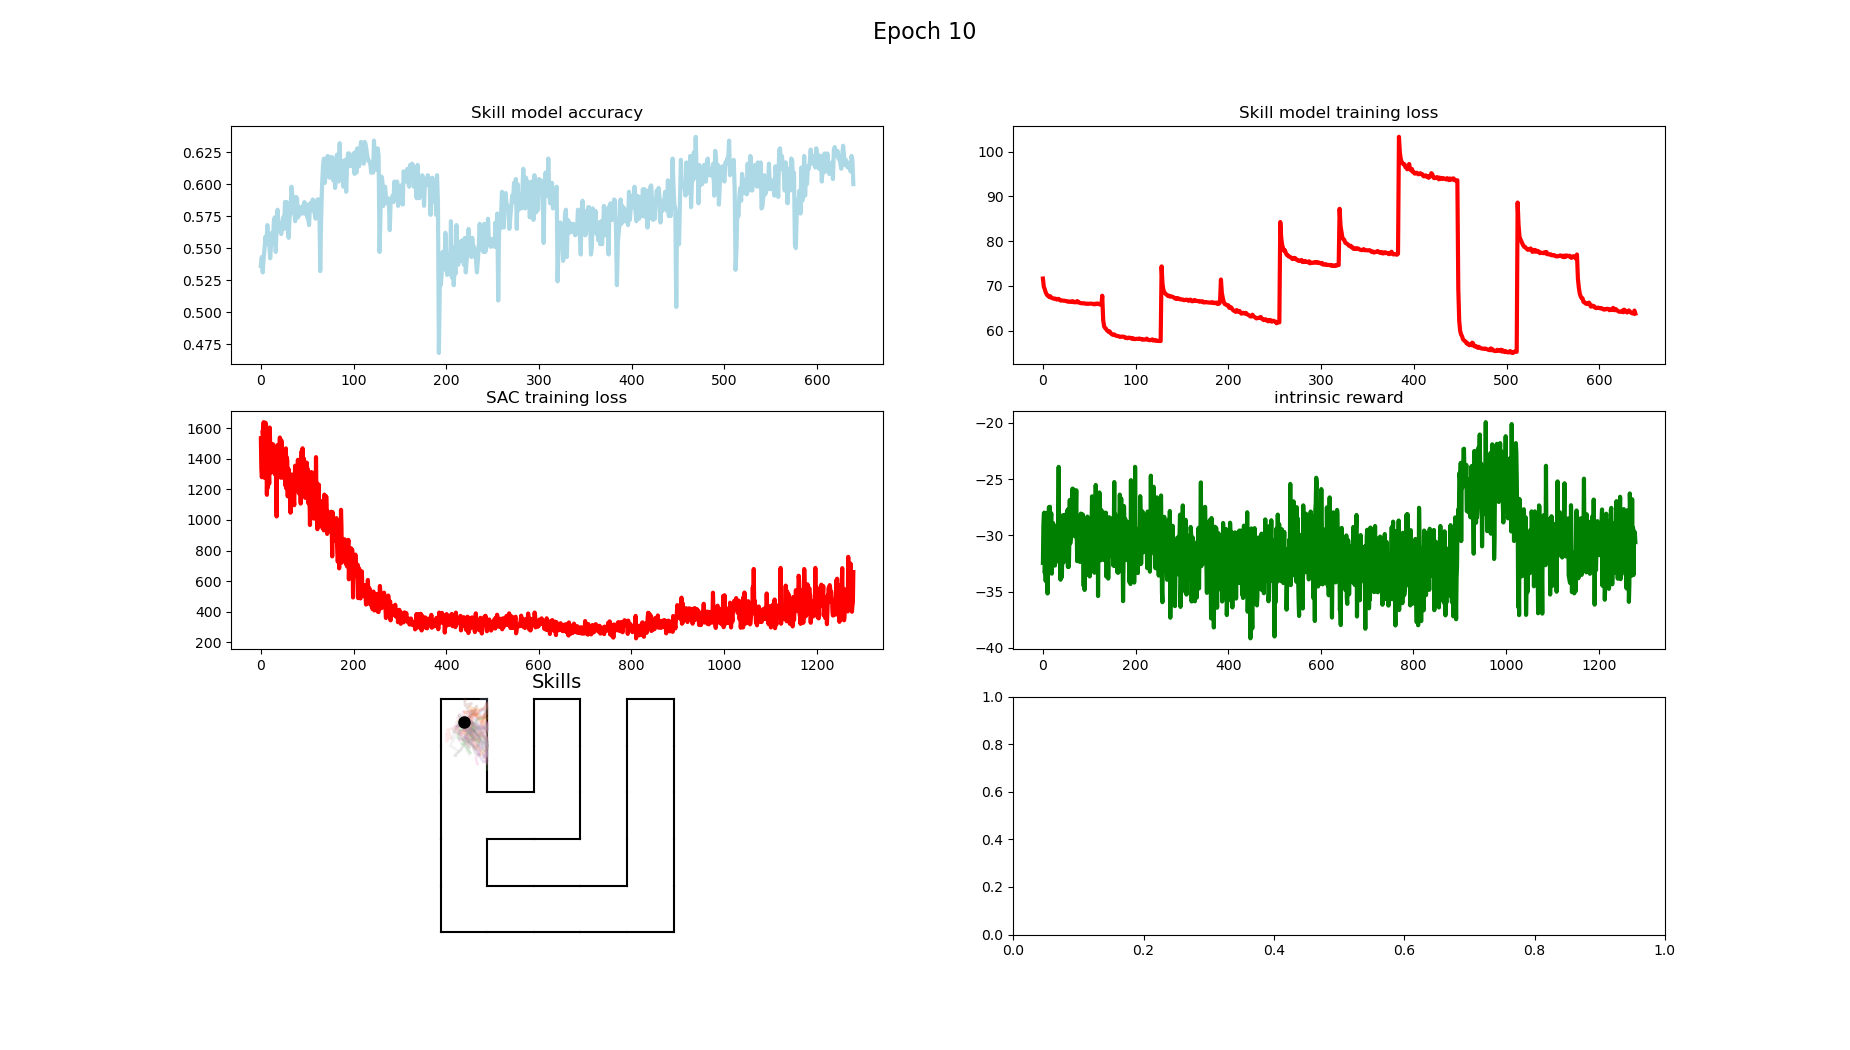 Epoch 10
Skill model accuracy
0.625
0.600
0.575
0.550
0.525
0.500
0.475
0 100 200 300 400 500 600
Skill model training loss
100
90
80
70
60
0 100 200 300 400 500 600
SAC training loss
1600
1400
1200
1000
800
600
400
200
0 200 400 600 800 1000 1200
intrinsic reward
−20
−25
−30
−35
−40
0 200 400 600 800 1000 1200
Skills
1.0
0.8
0.6
0.4
0.2
0.0
0.0 0.2 0.4 0.6 0.8 1.0